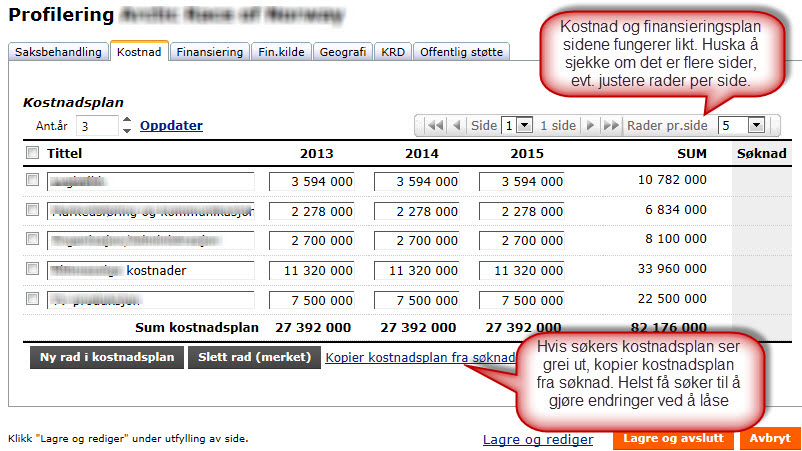 Profilering
Kostnad og finansieringsplan
sidene fungerer likt. Huska å
sjekke om det er flere sider,
evt. justere rader per side.
Saksbehandling Kostnad Finansiering Fin.kilde Geografi KRD Offentlig støtte
Kostnadsplan
Ant.år 3 Oppdater Side 1 1 side Rader pr.side 5
Tittel 2013 2014 2015 SUM Søknad
3 594 000 3 594 000 3 594 000 10 782 000
2 278 000 2 278 000 2 278 000 6 834 000
2 700 000 2 700 000 2 700 000 8 100 000
kostnader 11 320 000 11 320 000 11 320 000 33 960 000
7 500 000 7 500 000 7 500 000 22 500 000
Sum kostnadsplan 27 392 000 27 392 000 27 392 000 82 176 000
Ny rad i kostnadsplan Slett rad (merket) Kopier kostnadsplan fra søknad
Hvis søkers kostnadsplan ser
grei ut, kopier kostnadsplan
fra søknad. Helst få søker til å
gjøre endringer ved å låse
Klikk "Lagre og rediger" under utfylling av side. Lagre og rediger Lagre og avslutt Avbryt